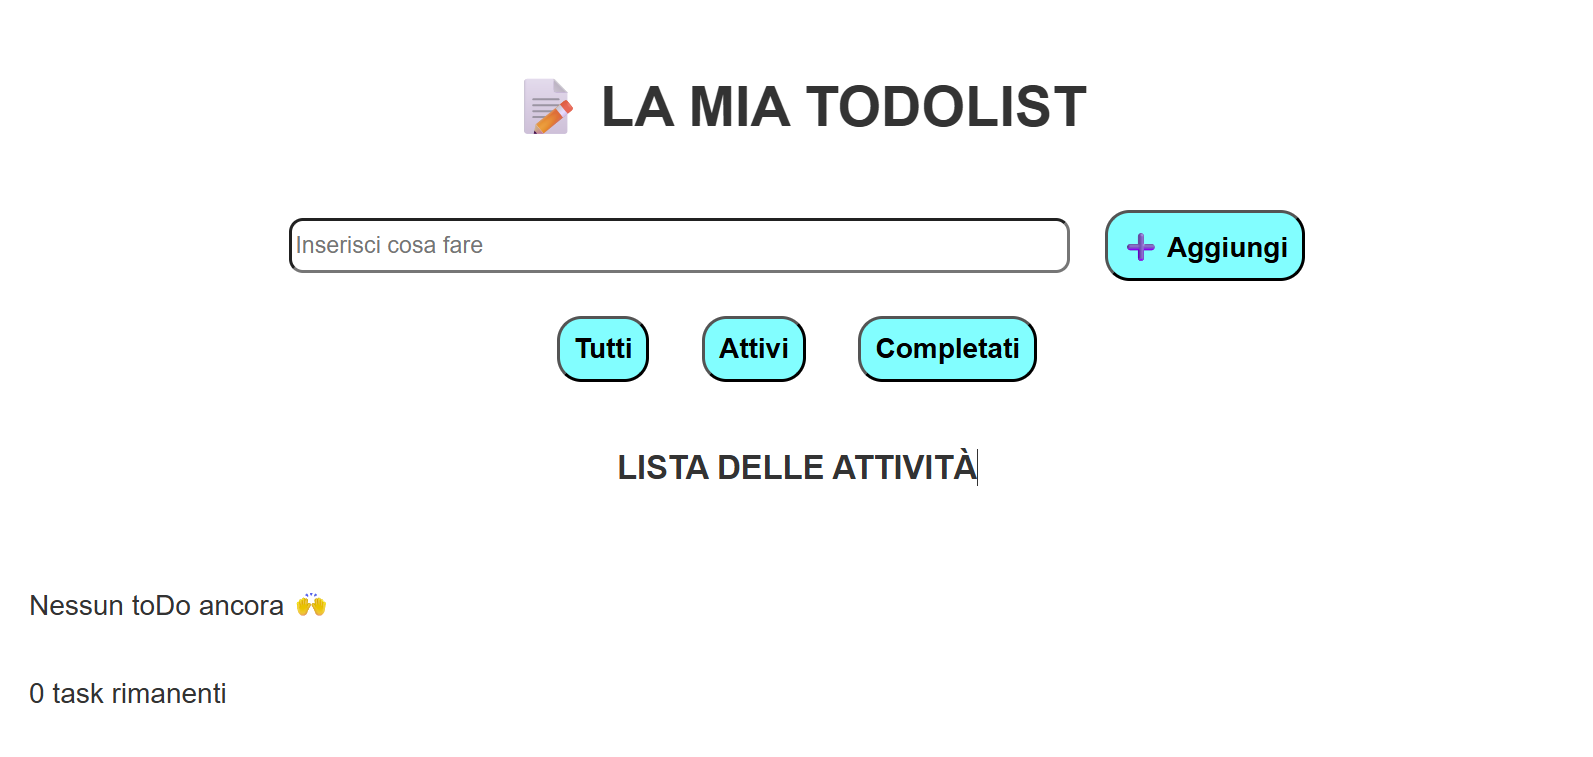 📝 LA MIA TODOLIST
Inserisci cosa fare
➕ Aggiungi
Tutti Attivi Completati
LISTA DELLE ATTIVITÀ
Nessun toDo ancora 🙌
0 task rimanenti